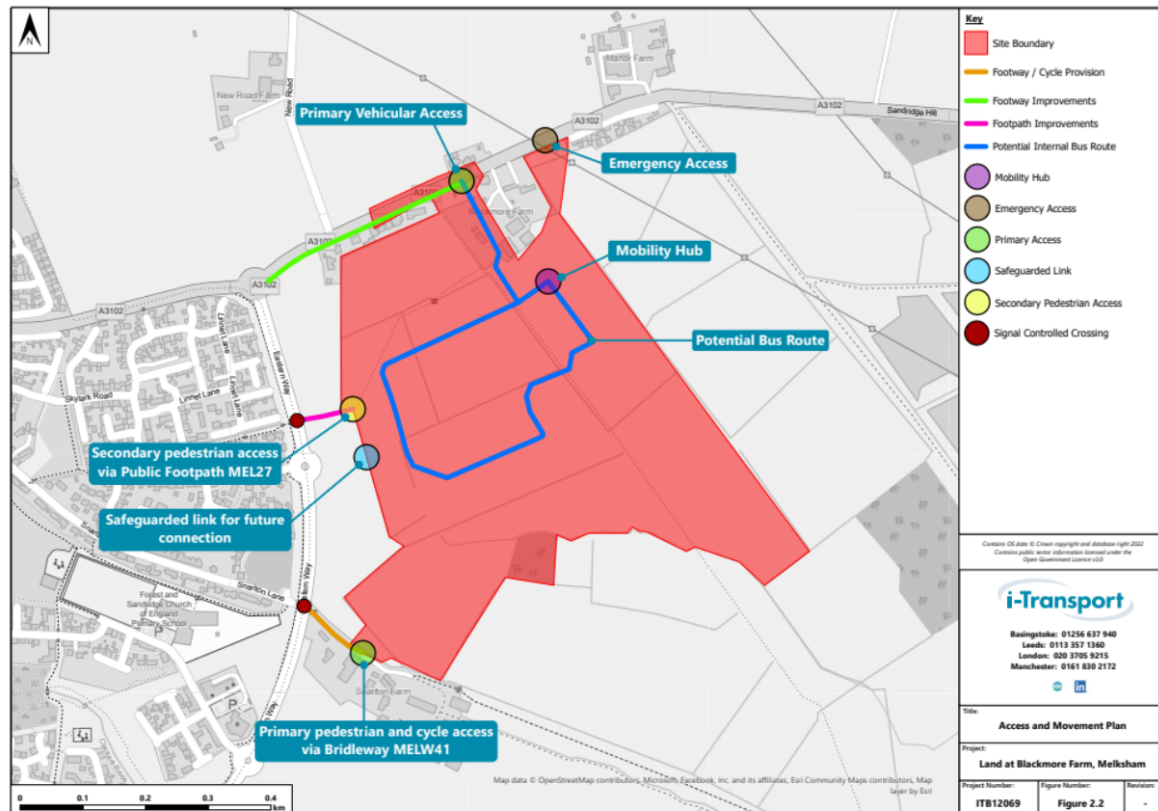 N
New Road Farm
New Road
Manor Farm
A3102
A3102
Sandridge Hill
Primary Vehicular Access
Emergency Access
A3102
Blackmore Farm
A3102
Mobility Hub
A3102
A3102
Potential Bus Route
Linnet Lane
Linnet Lane
Eastern Way
Skylark Road
Linnet Lane
Secondary pedestrian access
via Public Footpath MEL27
Safeguarded link for future
connection
Snarlton Lane
Eastern Way
Forest and
Sandridge Church
of England
Primary School
P
Snarlton Farm
P
Primary pedestrian and cycle access
via Bridleway MELW41
Map data © OpenStreetMap contributors, Microsoft, Facebook, Inc. and its affiliates, Esri Community Maps contributors, Map
layer by Esri
0 0.1 0.2 0.3 0.4
km
Key
Site Boundary
Footway / Cycle Provision
Footway Improvements
Footpath Improvements
Potential Internal Bus Route
Mobility Hub
Emergency Access
Primary Access
Safeguarded Link
Secondary Pedestrian Access
Signal Controlled Crossing
Contains OS data © Crown copyright and database right 2022
Contains public sector information licensed under the
Open Government Licence v3.0
i-Transport
Basingstoke: 01256 637 940
Leeds: 0113 357 1360
London: 020 3705 9215
Manchester: 0161 830 2172
in
Title:
Access and Movement Plan
Project:
Land at Blackmore Farm, Melksham
Project Number: Figure Number: Revision:
ITB12069 Figure 2.2 -